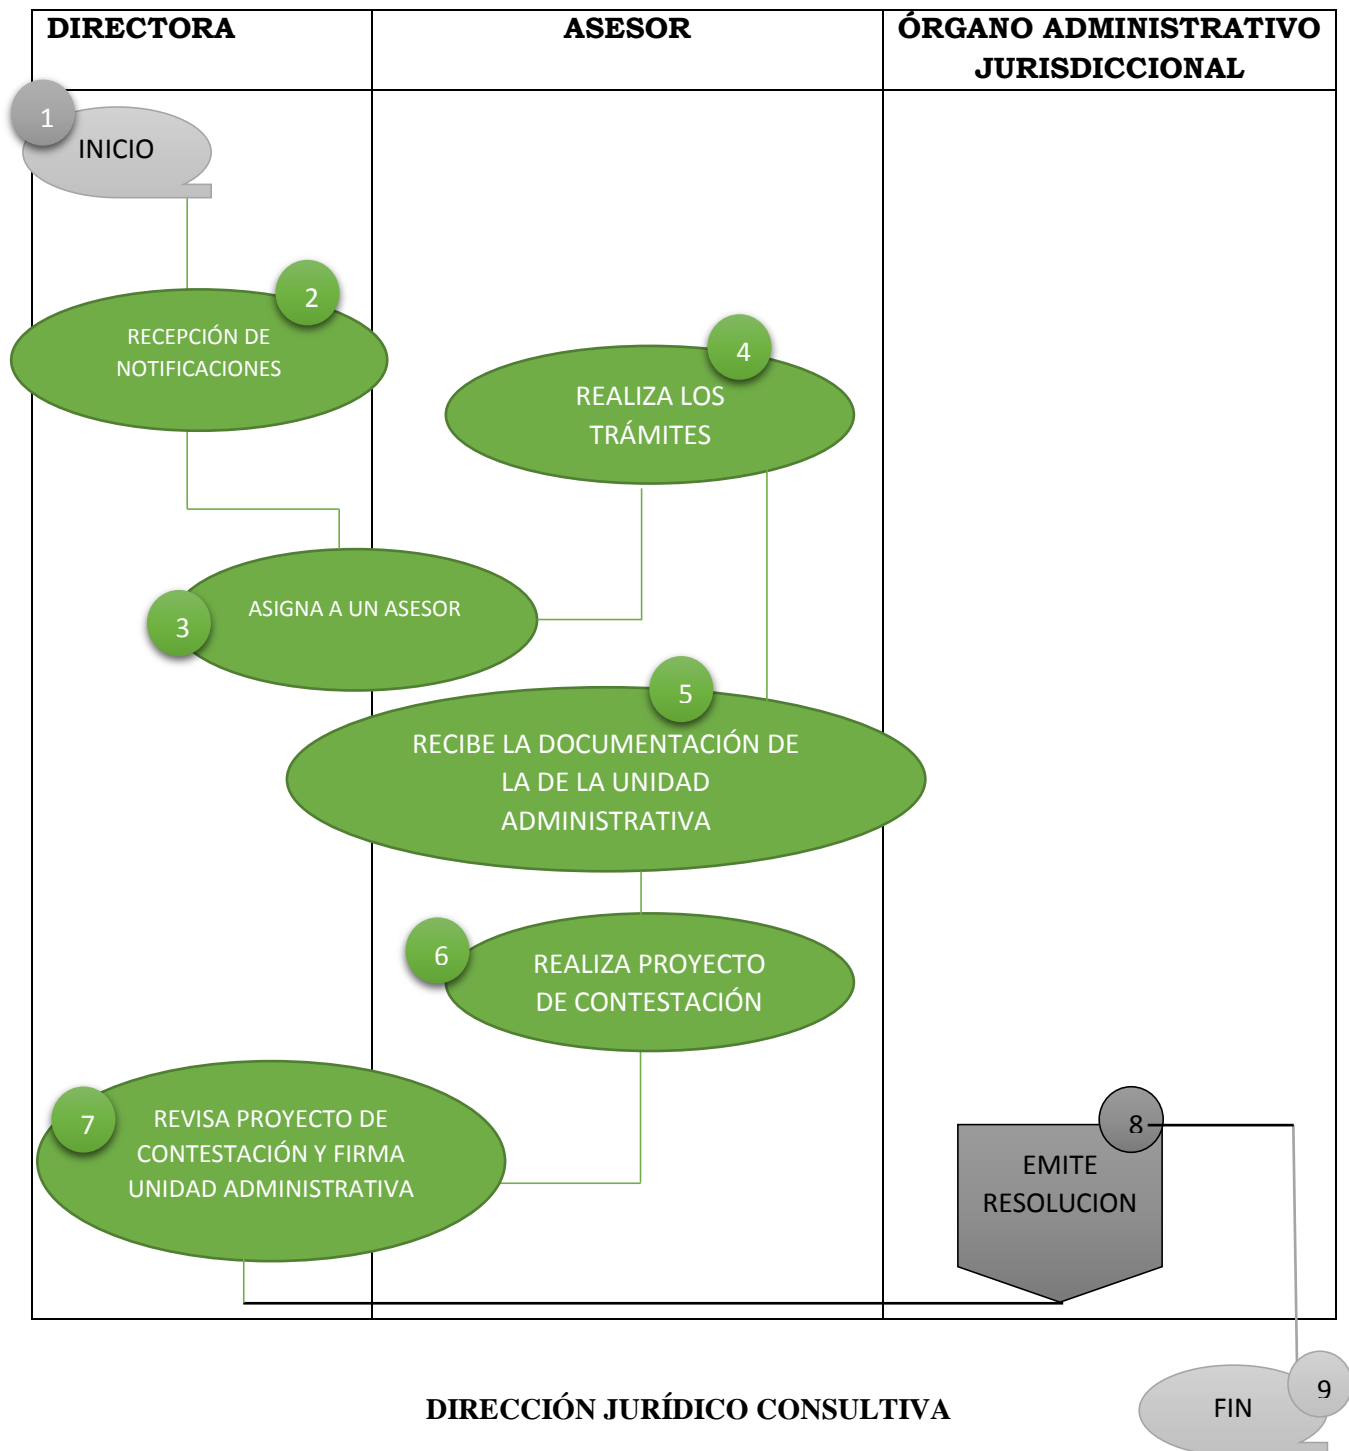 DIRECTORA
ASESOR
ÓRGANO ADMINISTRATIVO
JURISDICCIONAL
1
INICIO
2
RECEPCIÓN DE
NOTIFICACIONES
3
ASIGNA A UN ASESOR
4
REALIZA LOS
TRÁMITES
5
RECIBE LA DOCUMENTACIÓN DE
LA DE LA UNIDAD
ADMINISTRATIVA
6
REALIZA PROYECTO
DE CONTESTACIÓN
7
REVISA PROYECTO DE
CONTESTACIÓN Y FIRMA
UNIDAD ADMINISTRATIVA
8
EMITE
RESOLUCION
9
FIN
DIRECCIÓN JURÍDICO CONSULTIVA